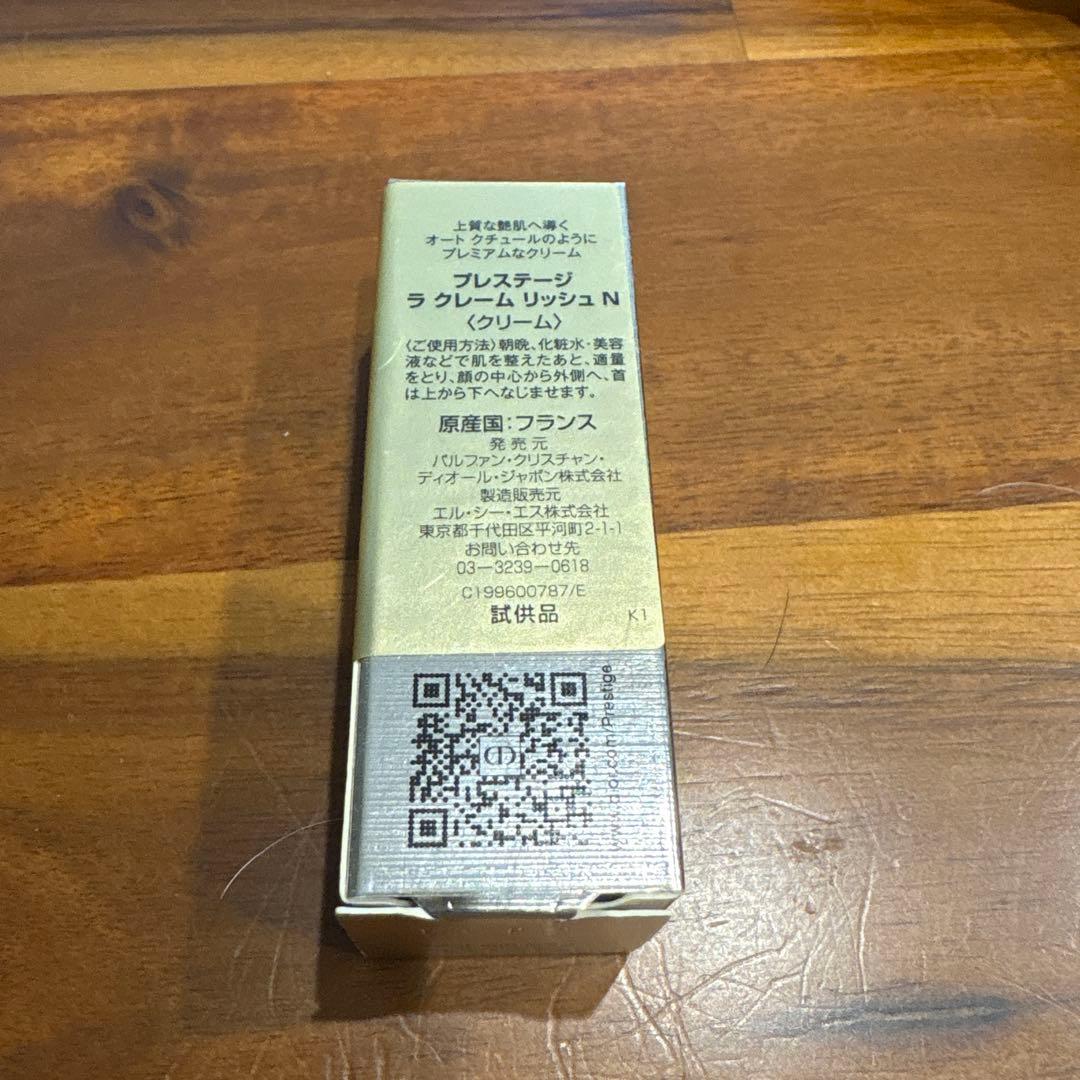 上質な艶肌へ導く
オート クチュールのように
プレミアムなクリーム
プレステージ
ラ クレーム リッシュ N
〈クリーム〉
〈ご使用方法〉朝晩、化粧水・美容
液などで肌を整えたあと、適量
をとり、顔の中心から外側へ、首
は上から下へなじませます。
原産国：フランス
発売元
パルファン・クリスチャン・
ディオール・ジャポン株式会社
製造販売元
エル・シー・エス株式会社
東京都千代田区平河町2-1-1
お問い合わせ先
03―3239―0618
C199600787/E
試供品
K1
www.dior.com/Prestige